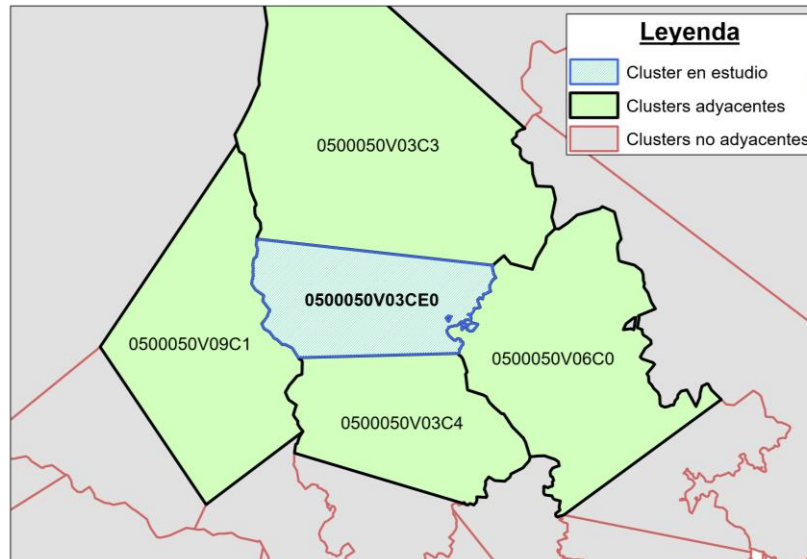 Leyenda
Cluster en estudio
Clusters adyacentes
Clusters no adyacentes
0500050V03C3
0500050V03CE0
0500050V09C1
0500050V06C0
0500050V03C4